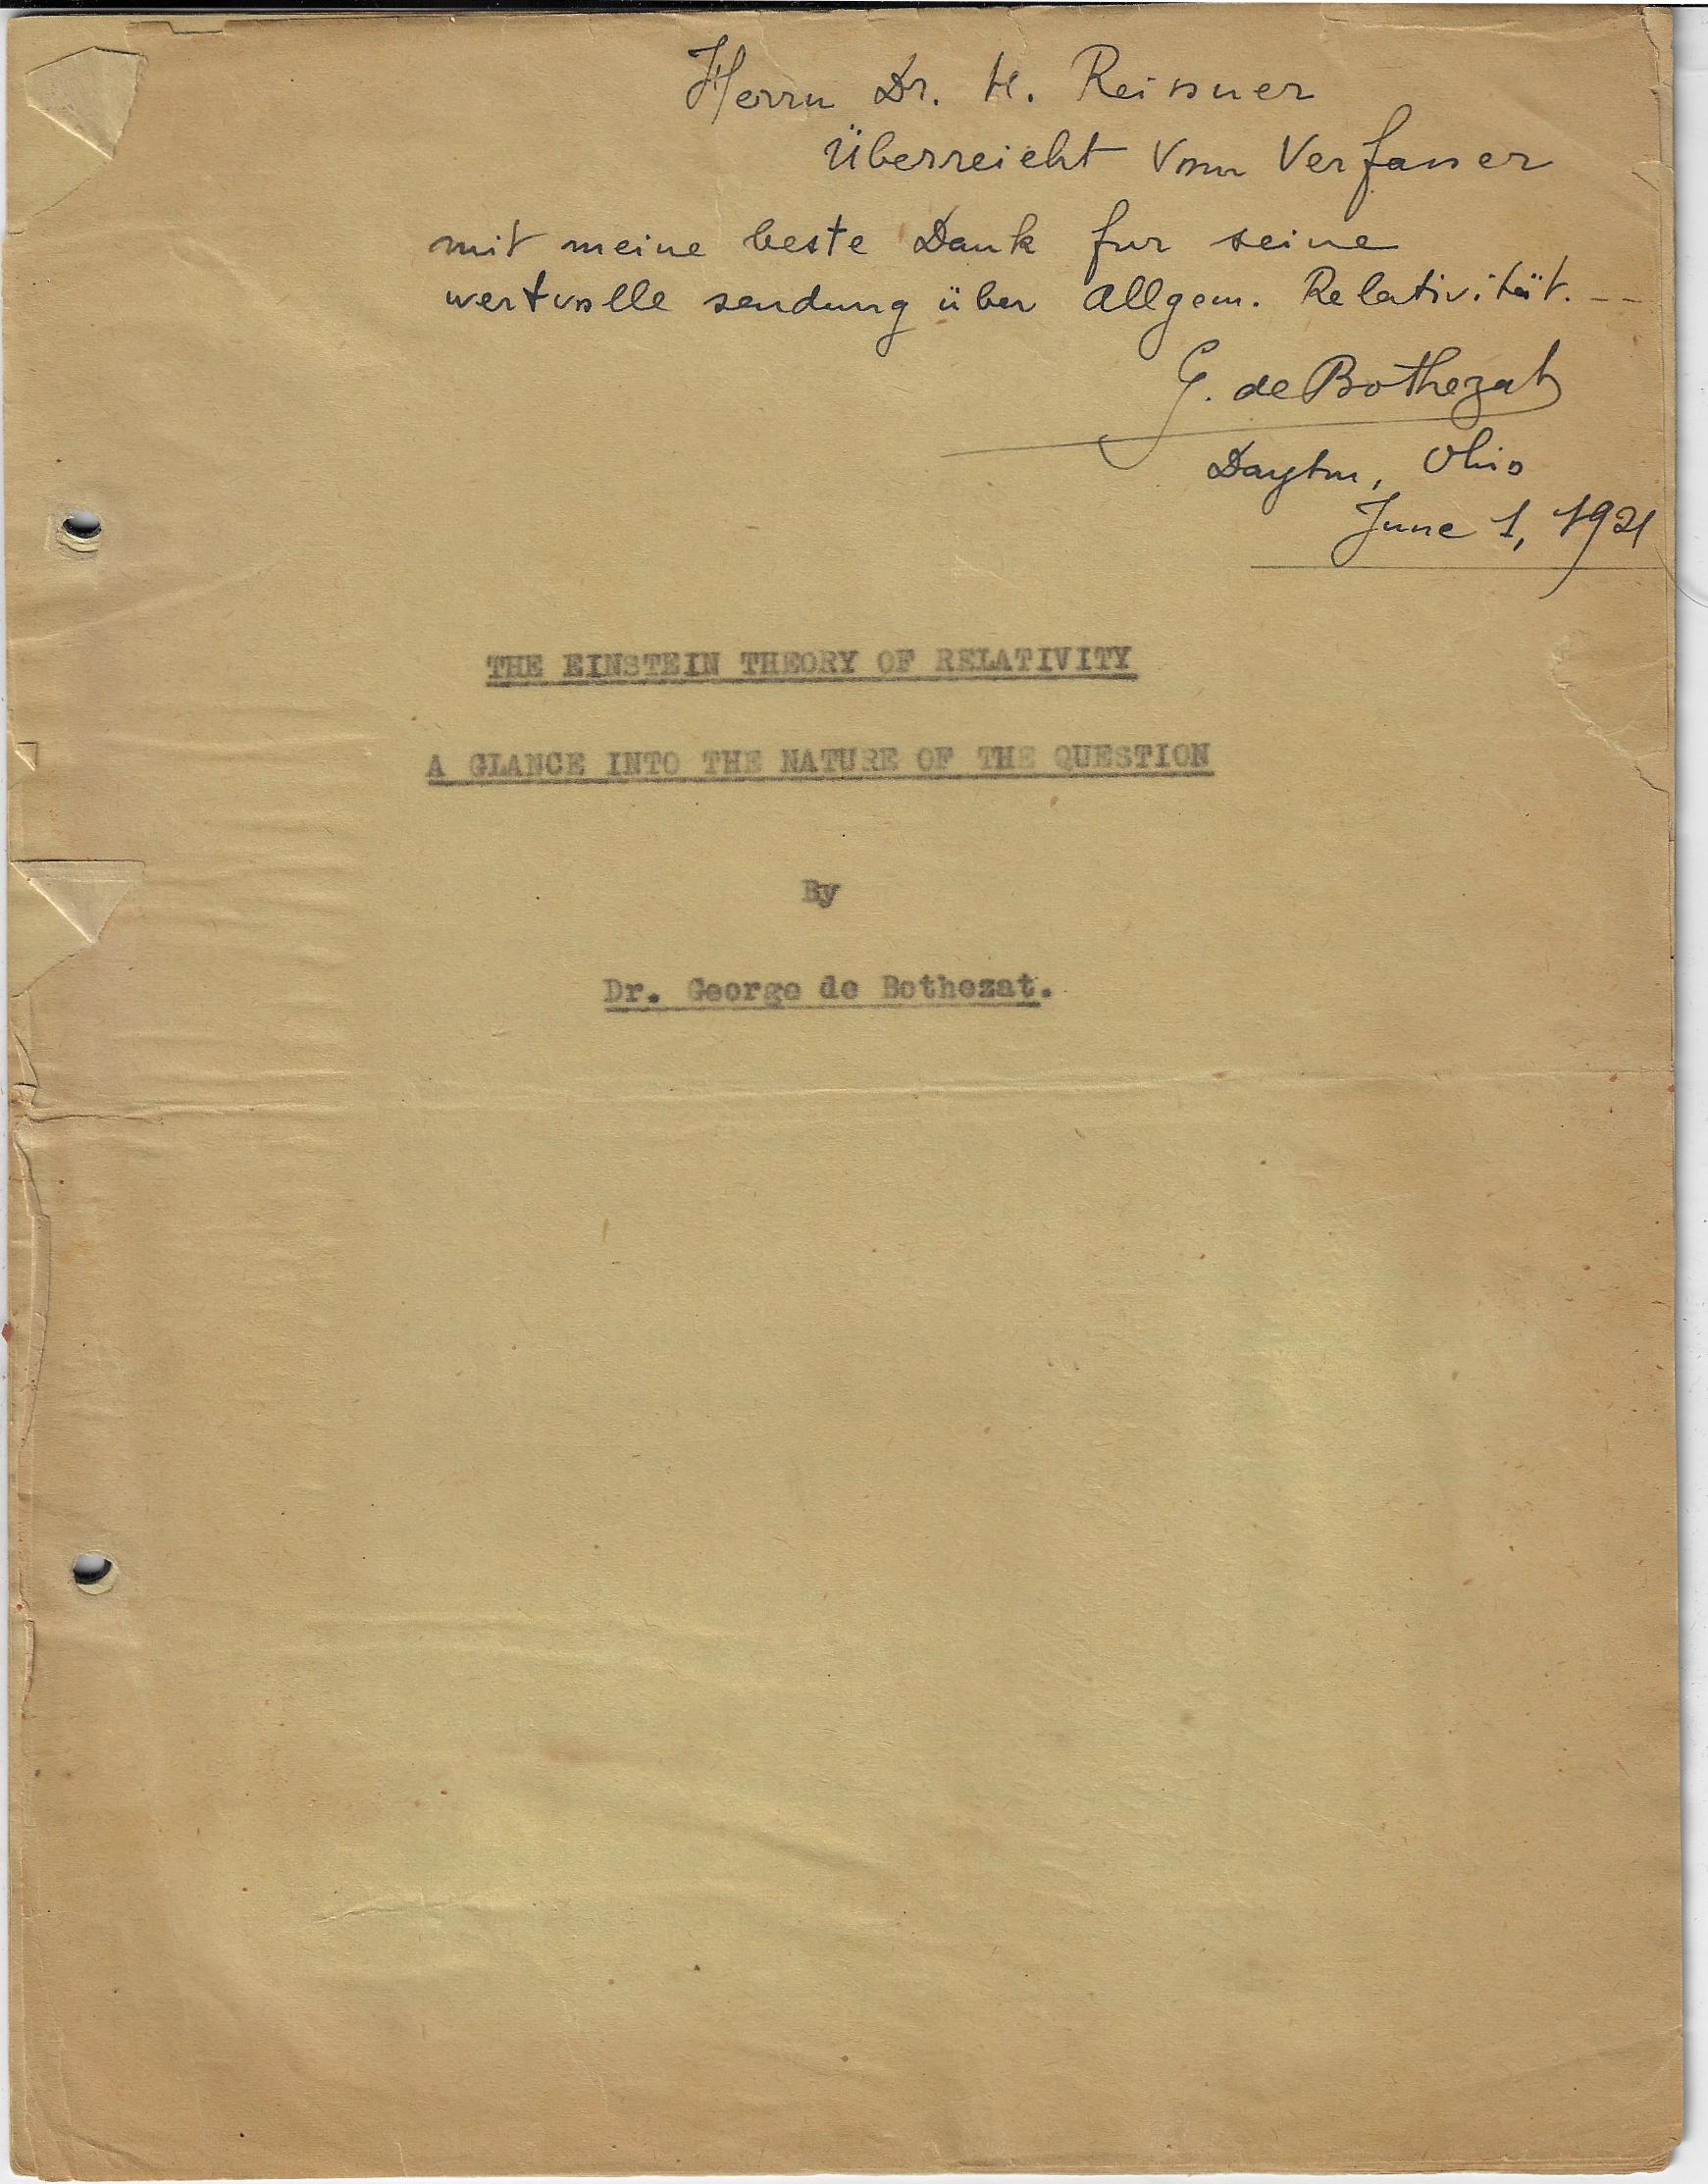 Herrn Dr. H. Reissner
Überreicht vom Verfasser
mit meine beste Dank fur seine
wertvolle sendung über Allgem. Relativität. --
G. de Bothezat
Dayton, Ohio
June 1, 1921
THE EINSTEIN THEORY OF RELATIVITY
A GLANCE INTO THE NATURE OF THE QUESTION
By
Dr. George de Bothezat.